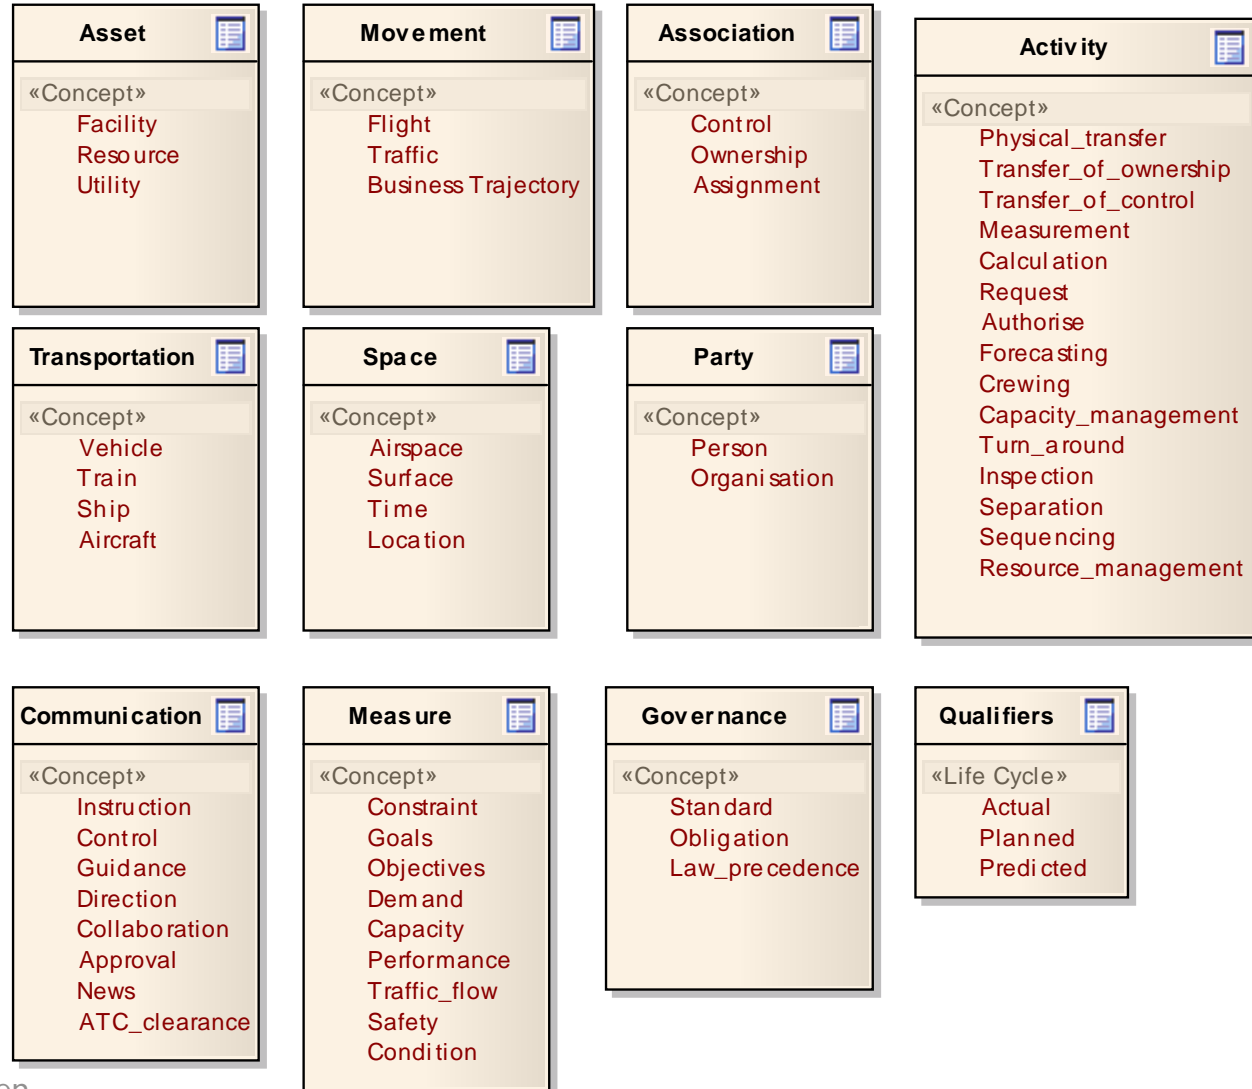 Asset
«Concept»
Facility
Resource
Utility
Movement
«Concept»
Flight
Traffic
Business Trajectory
Association
«Concept»
Control
Ownership
Assignment
Activity
«Concept»
Physical_transfer
Transfer_of_ownership
Transfer_of_control
Measurement
Calculation
Request
Authorise
Forecasting
Crewing
Capacity_management
Turn_around
Inspection
Separation
Sequencing
Resource_management
Transportation
«Concept»
Vehicle
Train
Ship
Aircraft
Space
«Concept»
Airspace
Surface
Time
Location
Party
«Concept»
Person
Organisation
Communication
«Concept»
Instruction
Control
Guidance
Direction
Collaboration
Approval
News
ATC_clearance
Measure
«Concept»
Constraint
Goals
Objectives
Demand
Capacity
Performance
Traffic_flow
Safety
Condition
Governance
«Concept»
Standard
Obligation
Law_precedence
Qualifiers
«Life Cycle»
Actual
Planned
Predicted